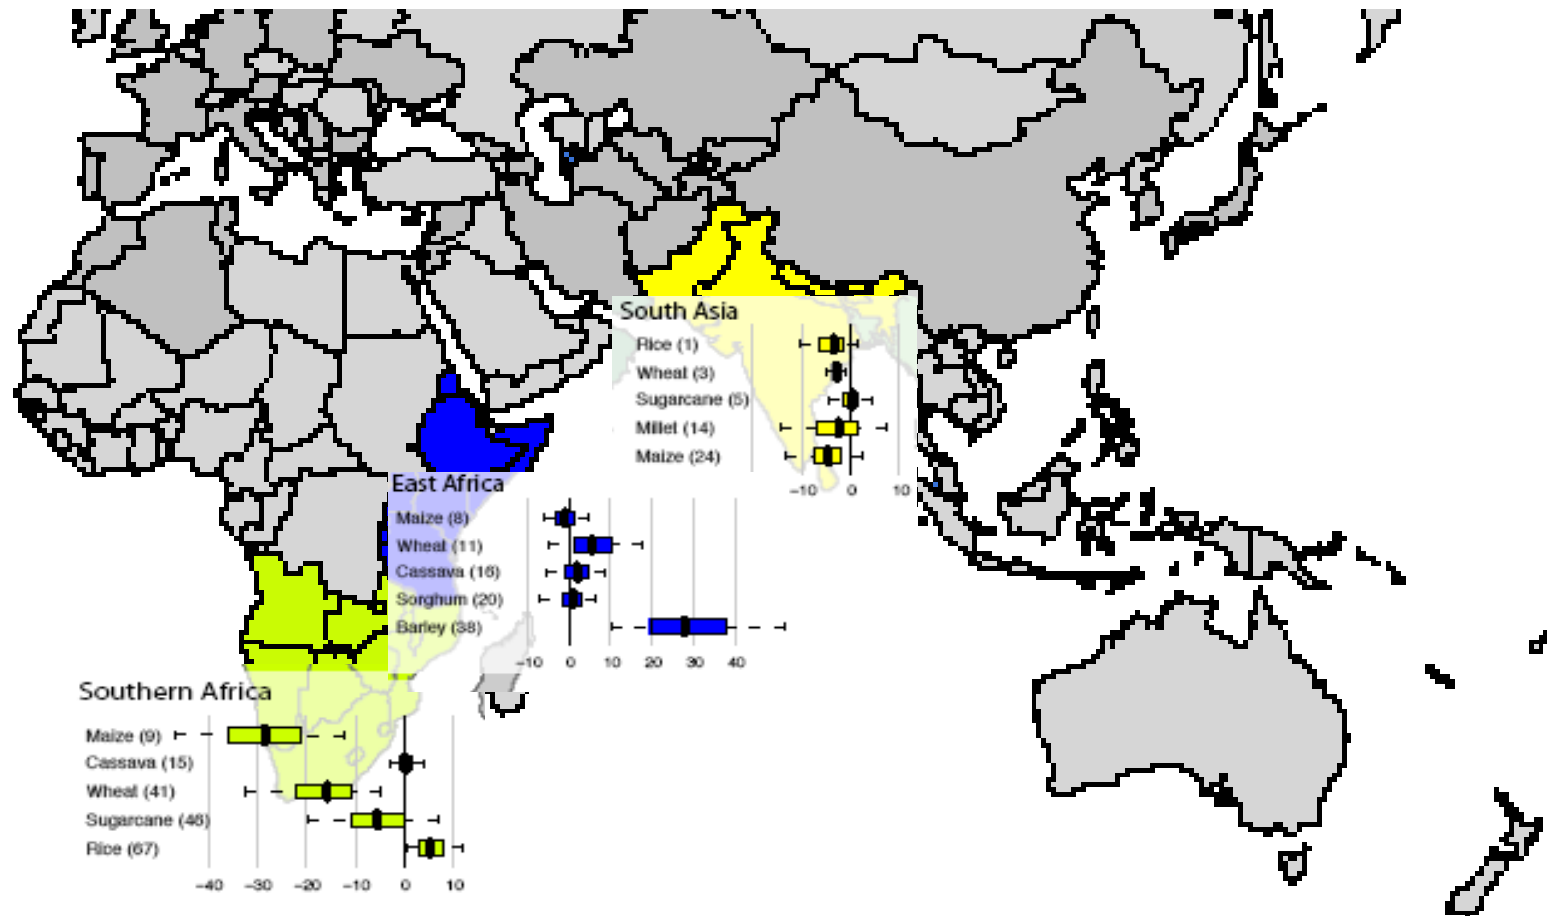 South Asia
Rice (1)
Wheat (3)
Sugarcane (5)
Millet (14)
Maize (24)
−10 0 10
East Africa
Maize (8)
Wheat (11)
Cassava (16)
Sorghum (20)
Barley (38)
−10 0 10 20 30 40
Southern Africa
Maize (9)
Cassava (15)
Wheat (41)
Sugarcane (46)
Rice (67)
−40 −30 −20 −10 0 10